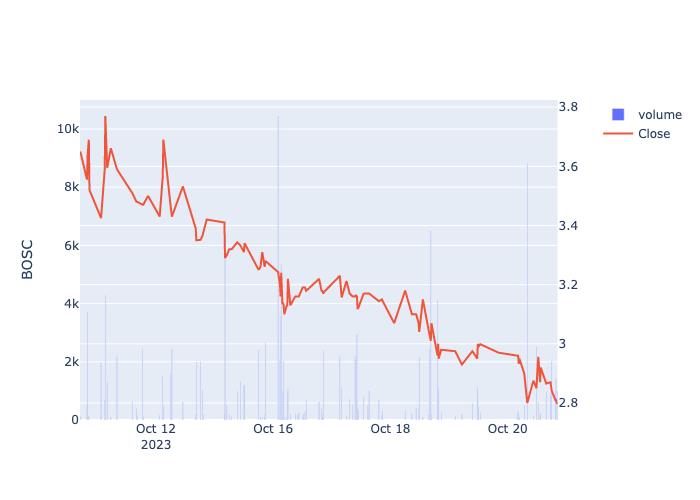 volume
Close
BOSC
10k
8k
6k
4k
2k
0
3.8
3.6
3.4
3.2
3
2.8
Oct 12
2023
Oct 16
Oct 18
Oct 20